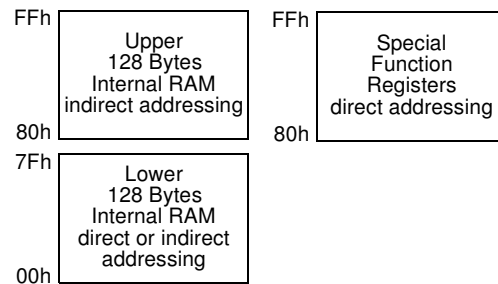 FFh
Upper
128 Bytes
Internal RAM
indirect addressing
80h
FFh
Special
Function
Registers
direct addressing
80h
7Fh
Lower
128 Bytes
Internal RAM
direct or indirect
addressing
00h